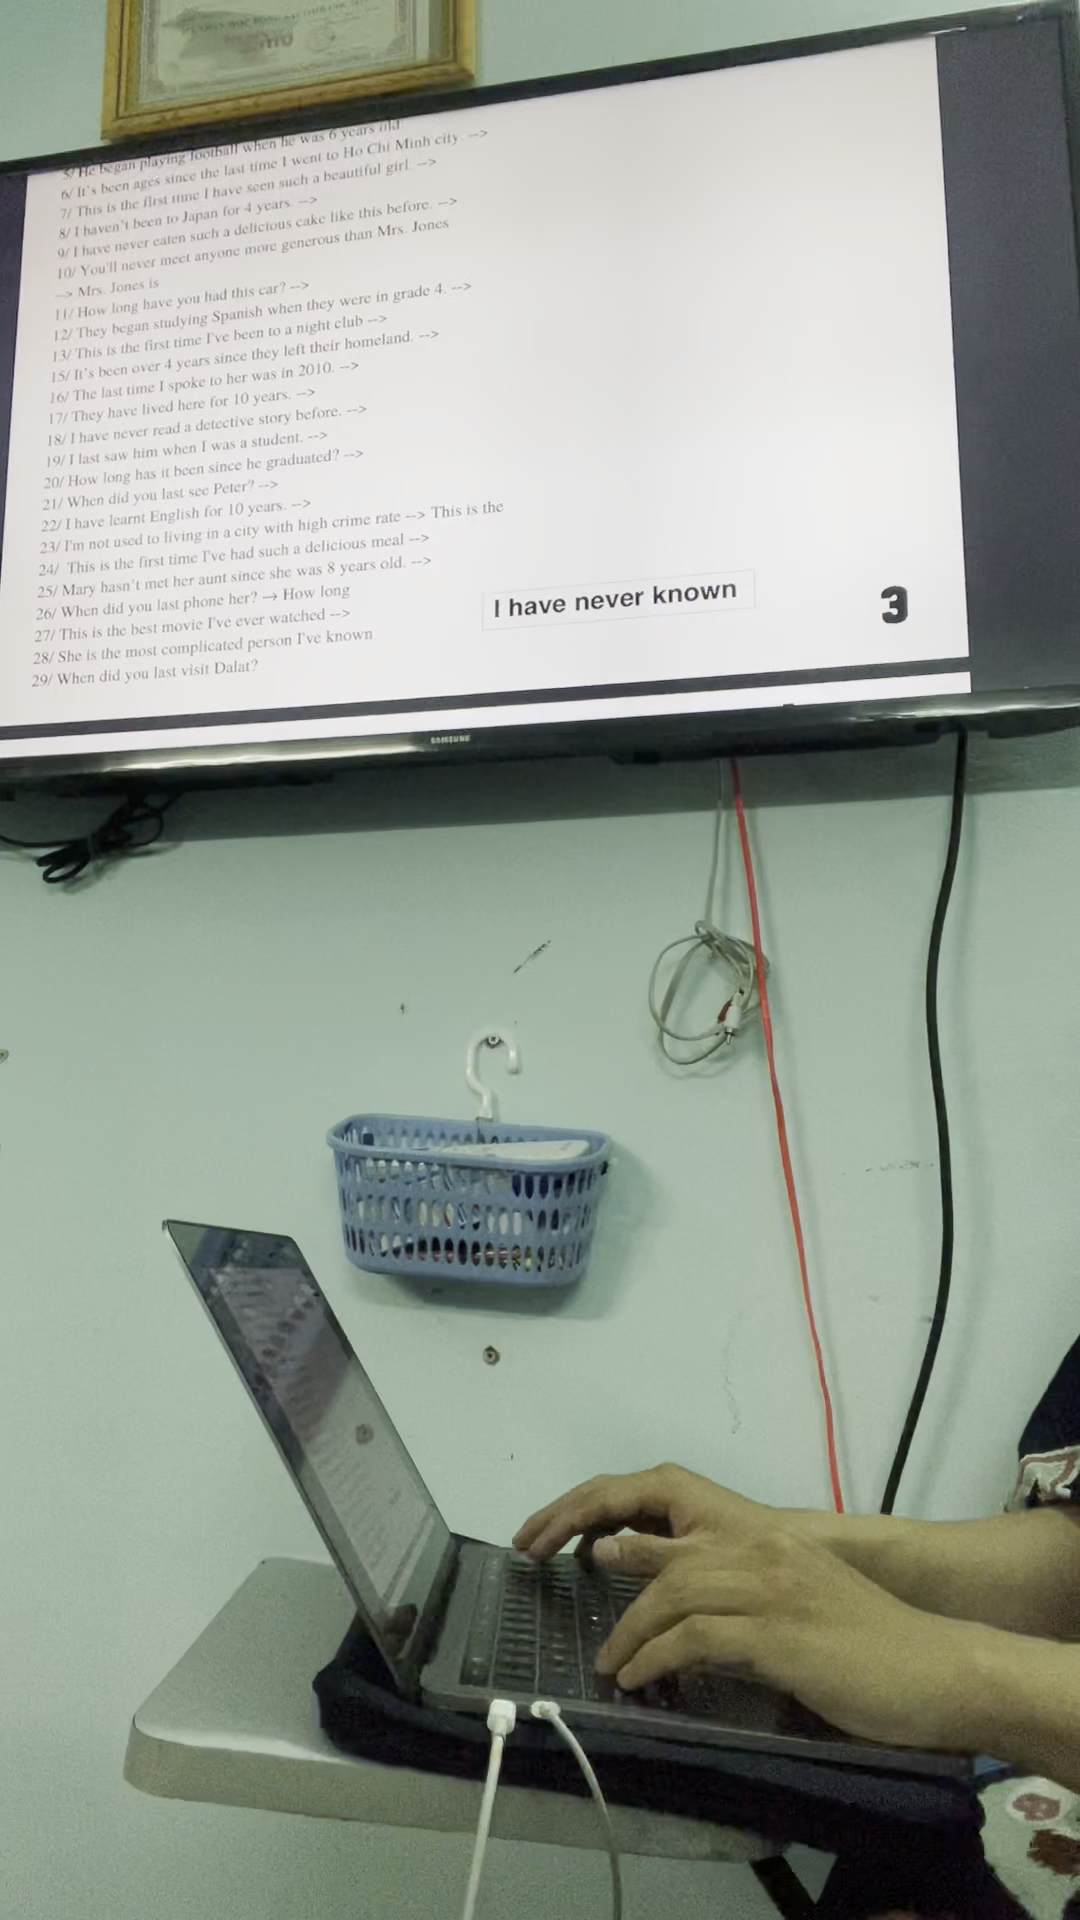 5/ He began playing football when he was 6 years old
6/ It's been ages since the last time I went to Ho Chi Minh city. -->
7/ This is the first time I have seen such a beautiful girl. -->
8/ I haven't been to Japan for 4 years. -->
9/ I have never eaten such a delicious cake like this before. -->
10/ You'll never meet anyone more generous than Mrs. Jones
--> Mrs. Jones is
11/ How long have you had this car? -->
12/ They began studying Spanish when they were in grade 4. -->
13/ This is the first time I've been to a night club -->
15/ It's been over 4 years since they left their homeland. -->
16/ The last time I spoke to her was in 2010. -->
17/ They have lived here for 10 years. -->
18/ I have never read a detective story before. -->
19/ I last saw him when I was a student. -->
20/ How long has it been since he graduated? -->
21/ When did you last see Peter? -->
22/ I have learnt English for 10 years. -->
23/ I'm not used to living in a city with high crime rate --> This is the
24/ This is the first time I've had such a delicious meal -->
25/ Mary hasn't met her aunt since she was 8 years old. -->
26/ When did you last phone her? → How long
27/ This is the best movie I've ever watched -->
28/ She is the most complicated person I've known
29/ When did you last visit Dalat?
I have never known
3
SAMSUNG